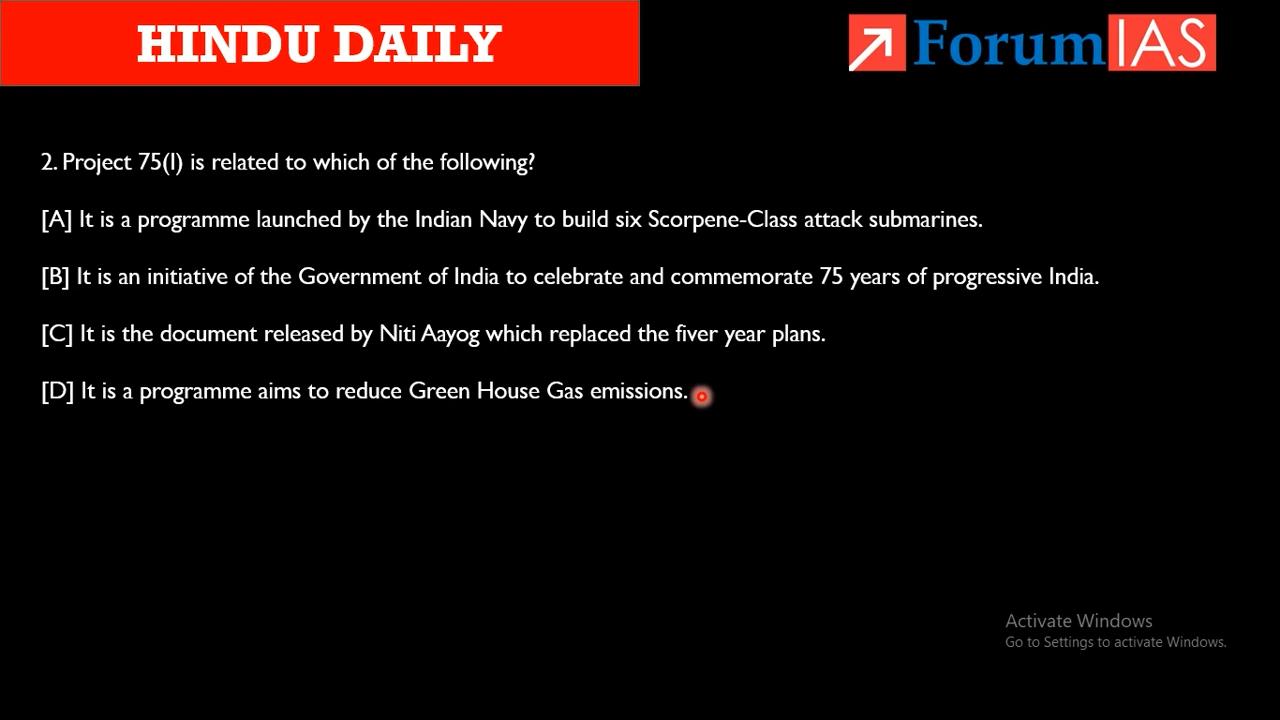 HINDU DAILY
Forum IAS
2. Project 75(I) is related to which of the following?
[A] It is a programme launched by the Indian Navy to build six Scorpene-Class attack submarines.
[B] It is an initiative of the Government of India to celebrate and commemorate 75 years of progressive India.
[C] It is the document released by Niti Aayog which replaced the fiver year plans.
[D] It is a programme aims to reduce Green House Gas emissions.
Activate Windows
Go to Settings to activate Windows.